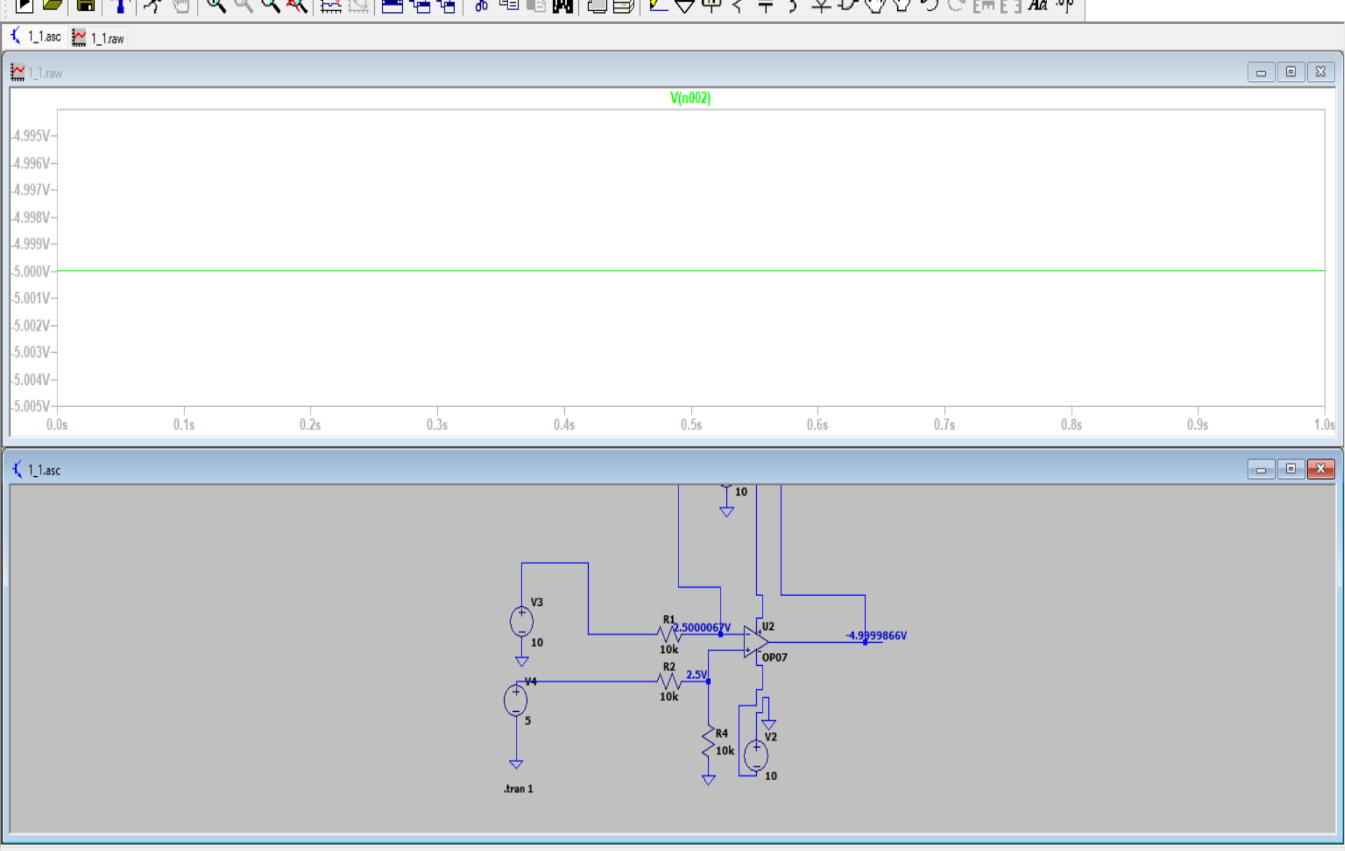 Aa .op
1_1.asc 1_1.raw
1_1.raw
V(n002)
-4.995V
-4.996V
-4.997V
-4.998V
-4.999V
-5.000V
-5.001V
-5.002V
-5.003V
-5.004V
-5.005V
0.0s 0.1s 0.2s 0.3s 0.4s 0.5s 0.6s 0.7s 0.8s 0.9s 1.0s
1_1.asc
10
V3
10
R1
2.5000067V
10k
U2
OP07
-4.9999866V
R2
2.5V
10k
V4
5
R4
10k
V2
10
.tran 1